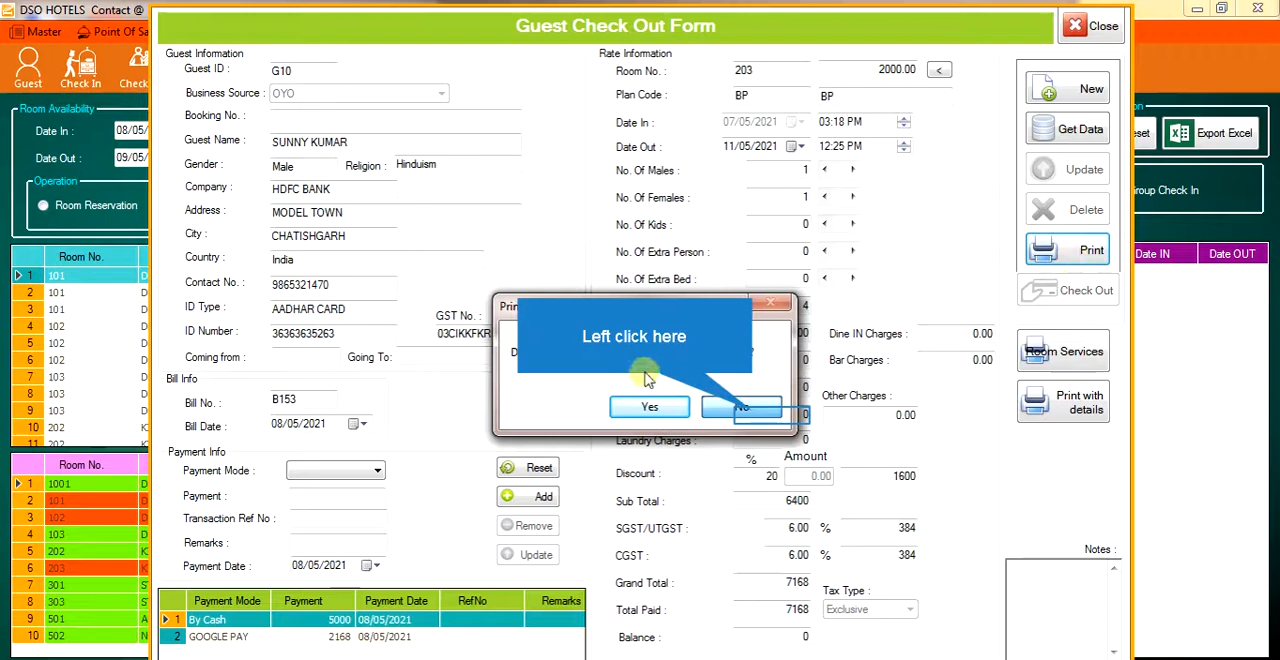 DSO HOTELS Contact @
Master Point Of Sa
Guest Check In Check
Room Availability
Date In : 08/05/
Date Out : 09/05/
Operation
Room Reservation
Room No.
1 101
2 101
3 101
4 102
5 102
6 102
7 103
8 103
9 103
10 202
11 202
Room No.
1 1001
2 101
3 102
4 103
5 202
6 203
7 301
8 303
9 501
10 502
Guest Check Out Form
Close
Guest Information
Guest ID : G10
Business Source : OYO
Booking No. :
Guest Name : SUNNY KUMAR
Gender : Male Religion : Hinduism
Company : HDFC BANK
Address : MODEL TOWN
City : CHATISHGARH
Country : India
Contact No. : 9865321470
ID Type : AADHAR CARD
GST No. :
ID Number : 36363635263 03CIKKFKR
Coming from : Going To:
Bill Info
Bill No. : B153
Bill Date : 08/05/2021
Payment Info
Payment Mode :
Payment :
Transaction Ref No :
Remarks :
Payment Date : 08/05/2021
Reset
Add
Remove
Update
Payment Mode Payment Payment Date RefNo Remarks
1 By Cash 5000 08/05/2021
2 GOOGLE PAY 2168 08/05/2021
Rate Information
Room No. : 203 2000.00 <
Plan Code : BP BP
Date In : 07/05/2021 03:18 PM
Date Out : 11/05/2021 12:25 PM
No. Of Males : 1
No. Of Females : 1
No. Of Kids : 0
No. Of Extra Person : 0
No. Of Extra Bed : 0
4
Left click here
Yes
Dine IN Charges : 0.00
Bar Charges : 0.00
Other Charges :
0.00
Laundry Charges : 0
% Amount
Discount : 20 0.00 1600
Sub Total : 6400
SGST/UTGST : 6.00 % 384
CGST : 6.00 % 384
Grand Total : 7168
Total Paid : 7168
Balance : 0
Tax Type :
Exclusive
New
Get Data
Update
Delete
Print
Check Out
Room Services
Print with
details
Notes :
Export Excel
roup Check In
Date IN Date OUT